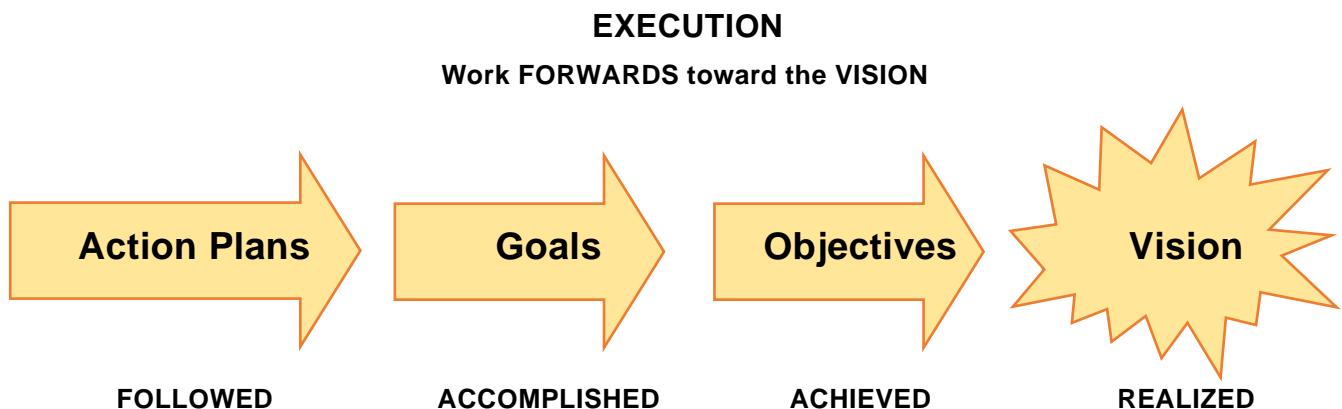 EXECUTION
Work FORWARDS toward the VISION
Action Plans
Goals
Objectives
Vision
FOLLOWED
ACCOMPLISHED
ACHIEVED
REALIZED